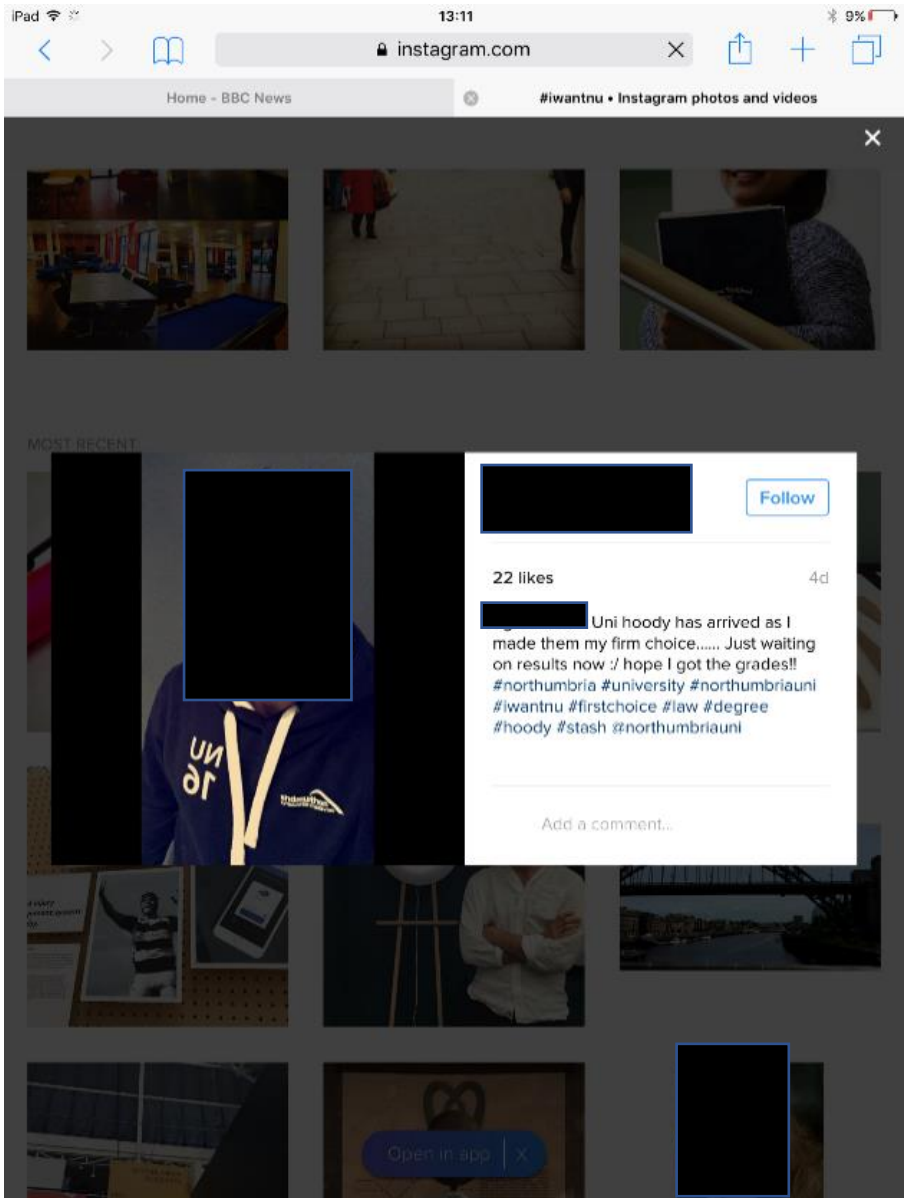 iPad
13:11
9%
instagram.com
Home - BBC News
#iwantnu • Instagram photos and videos
MOST RECENT
Follow
22 likes
4d
Uni hoody has arrived as I
made them my firm choice...... Just waiting
on results now :/ hope I got the grades!!
#northumbria #university #northumbriauni
#iwantnu #firstchoice #law #degree
#hoody #stash @northumbriauni
UN
16
Add a comment...
Open in app